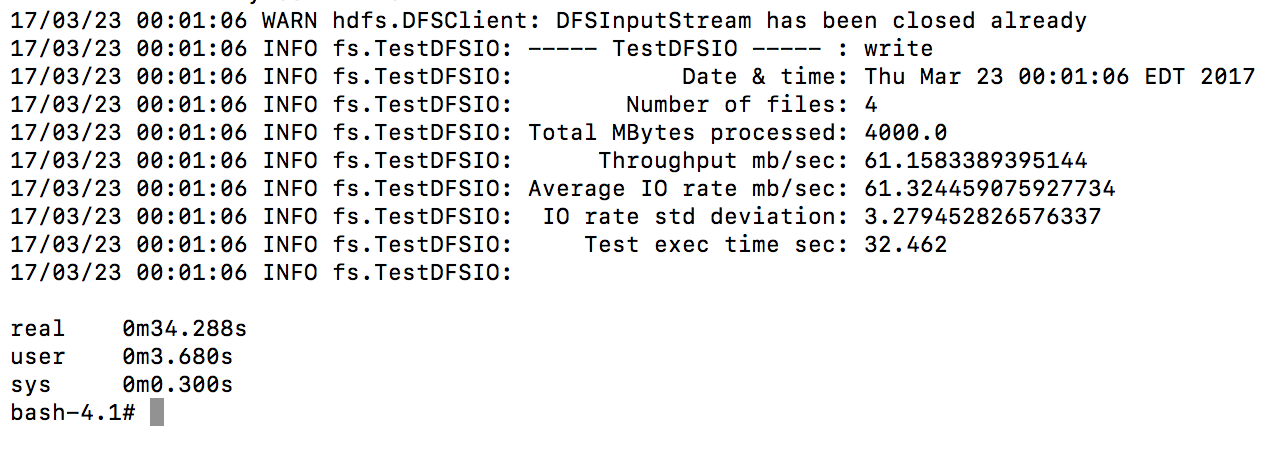 17/03/23 00:01:06 WARN hdfs.DFSClient: DFSInputStream has been closed already
17/03/23 00:01:06 INFO fs.TestDFSIO: ----- TestDFSIO ----- : write
17/03/23 00:01:06 INFO fs.TestDFSIO:            Date & time: Thu Mar 23 00:01:06 EDT 2017
17/03/23 00:01:06 INFO fs.TestDFSIO:        Number of files: 4
17/03/23 00:01:06 INFO fs.TestDFSIO: Total MBytes processed: 4000.0
17/03/23 00:01:06 INFO fs.TestDFSIO:      Throughput mb/sec: 61.1583389395144
17/03/23 00:01:06 INFO fs.TestDFSIO: Average IO rate mb/sec: 61.324459075927734
17/03/23 00:01:06 INFO fs.TestDFSIO:  IO rate std deviation: 3.279452826576337
17/03/23 00:01:06 INFO fs.TestDFSIO:     Test exec time sec: 32.462
17/03/23 00:01:06 INFO fs.TestDFSIO:
real    0m34.288s
user    0m3.680s
sys     0m0.300s
bash-4.1#